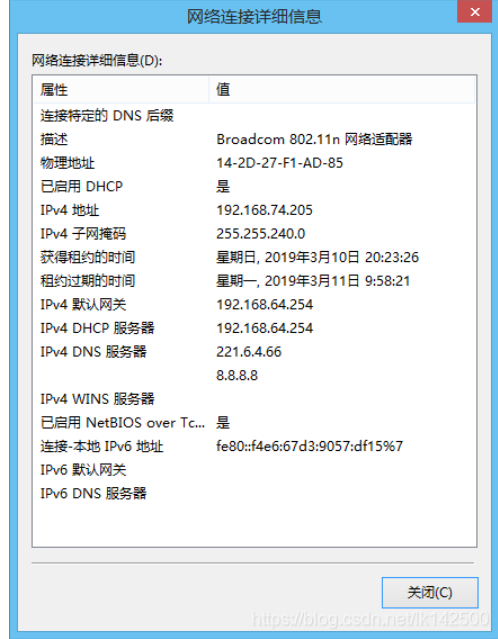 网络连接详细信息
网络连接详细信息(D):
属性 值
连接特定的 DNS 后缀
描述 Broadcom 802.11n 网络适配器
物理地址 14-2D-27-F1-AD-85
已启用 DHCP 是
IPv4 地址 192.168.74.205
IPv4 子网掩码 255.255.240.0
获得租约的时间 星期日, 2019年3月10日 20:23:26
租约过期的时间 星期一, 2019年3月11日 9:58:21
IPv4 默认网关 192.168.64.254
IPv4 DHCP 服务器 192.168.64.254
IPv4 DNS 服务器 221.6.4.66
8.8.8.8
IPv4 WINS 服务器
已启用 NetBIOS over Tc... 是
连接-本地 IPv6 地址 fe80::f4e6:67d3:9057:df15%7
IPv6 默认网关
IPv6 DNS 服务器
关闭(C)
https://blog.csdn.net/lk142500